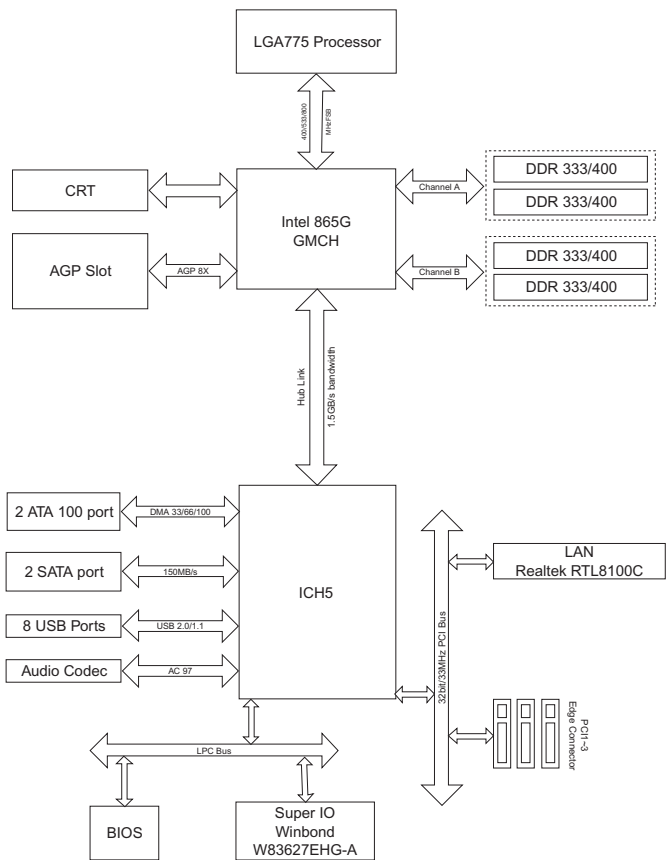 LGA775 Processor
400/533/800
MHzFSB
CRT
Intel 865G
GMCH
Channel A
DDR 333/400
DDR 333/400
AGP Slot
AGP 8X
Channel B
DDR 333/400
DDR 333/400
Hub Link
1.5GB/s bandwidth
2 ATA 100 port
DMA 33/66/100
2 SATA port
150MB/s
ICH5
8 USB Ports
USB 2.0/1.1
Audio Codec
AC 97
32bit/33MHz PCI Bus
LAN
Realtek RTL8100C
PCI1~3
Edge Connector
LPC Bus
BIOS
Super IO
Winbond
W83627EHG-A